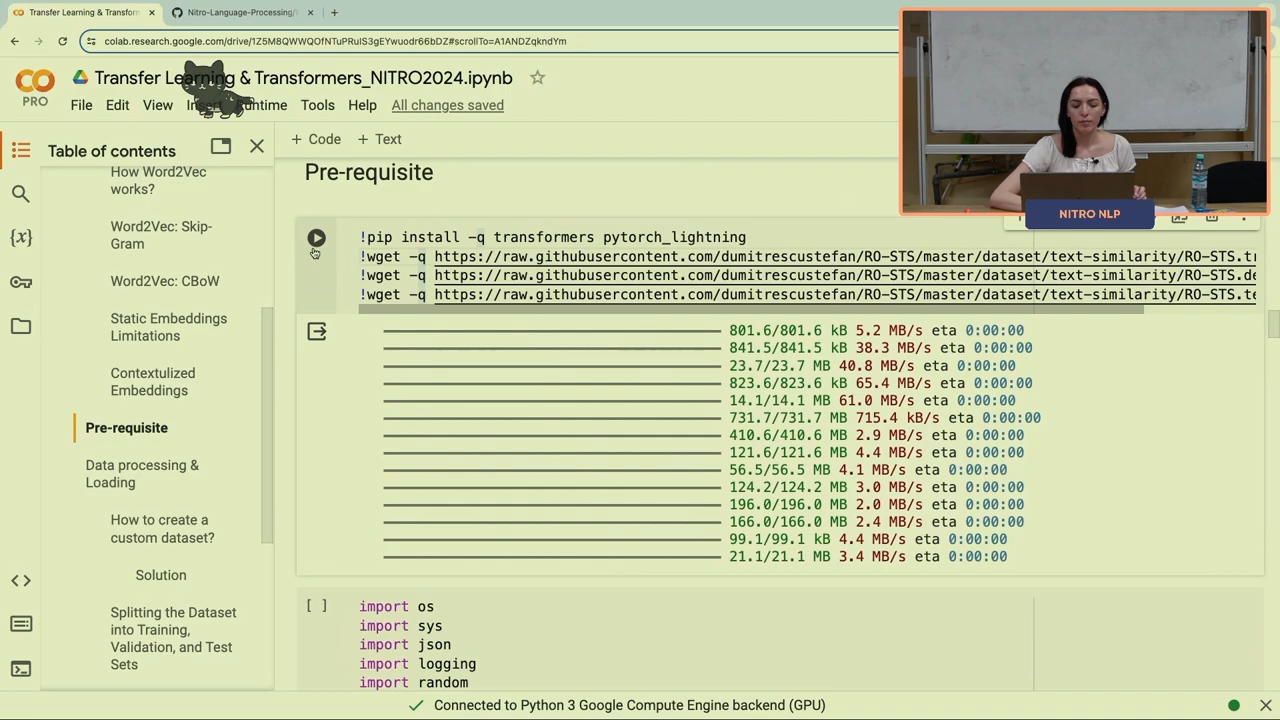 Transfer Learning & Transform
Nitro-Language-Processing/
colab.research.google.com/drive/1Z5M8QWWQOfNTuPRulS3gEYwuodr66bDZ#scrollTo=A1ANDZqkndYm
PRO
Transfer Learning & Transformers_NITRO2024.ipynb
File Edit View Insert Runtime Tools Help All changes saved
NITRO NLP
Table of contents
+ Code + Text
How Word2Vec
works?
Word2Vec: Skip-
Gram
Word2Vec: CBoW
Static Embeddings
Limitations
Contextulized
Embeddings
Pre-requisite
Data processing &
Loading
How to create a
custom dataset?
Solution
Splitting the Dataset
into Training,
Validation, and Test
Sets
Pre-requisite
!pip install -q transformers pytorch_lightning
!wget -q https://raw.githubusercontent.com/dumitrescustefan/RO-STS/master/dataset/text-similarity/RO-STS.tr
!wget -q https://raw.githubusercontent.com/dumitrescustefan/RO-STS/master/dataset/text-similarity/RO-STS.de
!wget -q https://raw.githubusercontent.com/dumitrescustefan/RO-STS/master/dataset/text-similarity/RO-STS.te
801.6/801.6 kB 5.2 MB/s eta 0:00:00
841.5/841.5 kB 38.3 MB/s eta 0:00:00
23.7/23.7 MB 40.8 MB/s eta 0:00:00
823.6/823.6 kB 65.4 MB/s eta 0:00:00
14.1/14.1 MB 61.0 MB/s eta 0:00:00
731.7/731.7 MB 715.4 kB/s eta 0:00:00
410.6/410.6 MB 2.9 MB/s eta 0:00:00
121.6/121.6 MB 4.4 MB/s eta 0:00:00
56.5/56.5 MB 4.1 MB/s eta 0:00:00
124.2/124.2 MB 3.0 MB/s eta 0:00:00
196.0/196.0 MB 2.0 MB/s eta 0:00:00
166.0/166.0 MB 2.4 MB/s eta 0:00:00
99.1/99.1 kB 4.4 MB/s eta 0:00:00
21.1/21.1 MB 3.4 MB/s eta 0:00:00
[ ] import os
import sys
import json
import logging
import random
Connected to Python 3 Google Compute Engine backend (GPU)